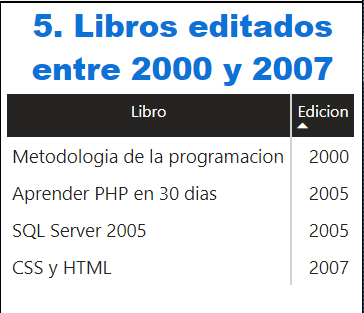 5. Libros editados
entre 2000 y 2007
Libro Edicion
Metodologia de la programacion 2000
Aprender PHP en 30 dias 2005
SQL Server 2005 2005
CSS y HTML 2007